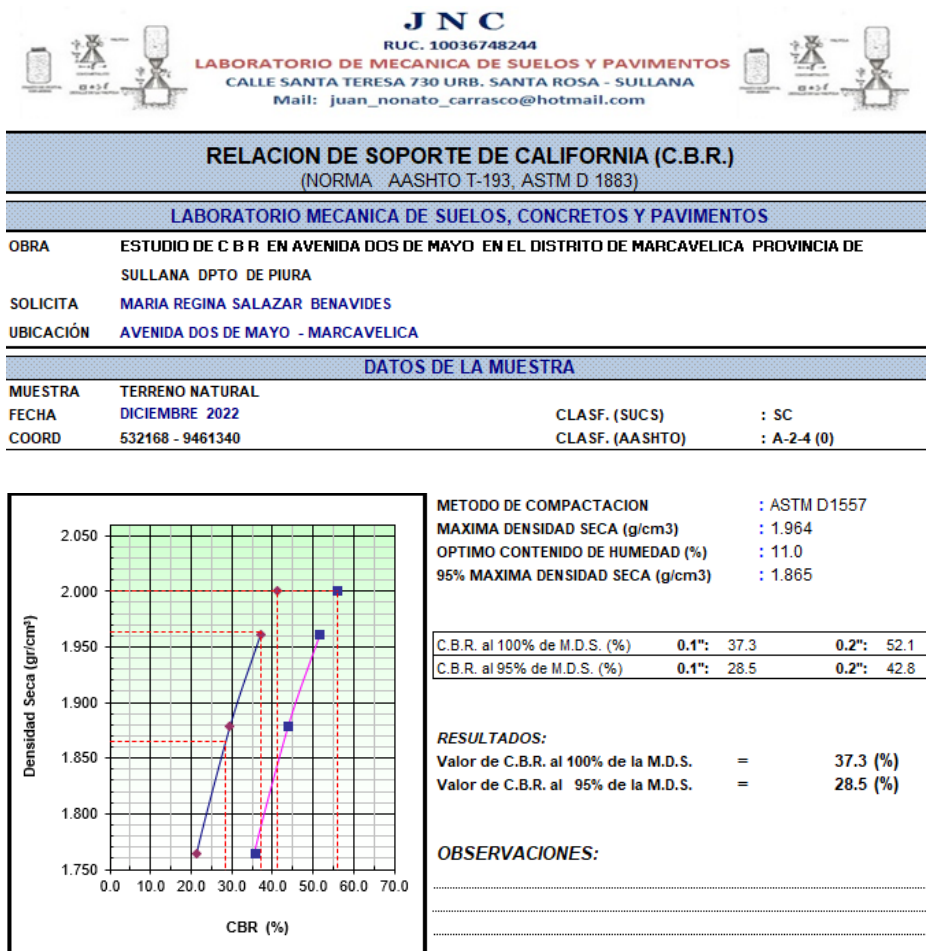 J N C
RUC. 10036748244
LABORATORIO DE MECANICA DE SUELOS Y PAVIMENTOS
CALLE SANTA TERESA 730 URB. SANTA ROSA - SULLANA
Mail: juan_nonato_carrasco@hotmail.com
RELACION DE SOPORTE DE CALIFORNIA (C.B.R.)
(NORMA AASHTO T-193, ASTM D 1883)
LABORATORIO MECANICA DE SUELOS, CONCRETOS Y PAVIMENTOS
OBRA ESTUDIO DE C B R EN AVENIDA DOS DE MAYO EN EL DISTRITO DE MARCAVELICA PROVINCIA DE
SULLANA DPTO DE PIURA
SOLICITA MARIA REGINA SALAZAR BENAVIDES
UBICACIÓN AVENIDA DOS DE MAYO - MARCAVELICA
DATOS DE LA MUESTRA
MUESTRA TERRENO NATURAL
FECHA DICIEMBRE 2022 CLASF. (SUCS) : SC
COORD 532168 - 9461340 CLASF. (AASHTO) : A-2-4 (0)
2.050
2.000
1.950
1.900
1.850
1.800
1.750
0.0 10.0 20.0 30.0 40.0 50.0 60.0 70.0
Densidad Seca (gr/cm³)
CBR (%)
METODO DE COMPACTACION : ASTM D1557
MAXIMA DENSIDAD SECA (g/cm3) : 1.964
OPTIMO CONTENIDO DE HUMEDAD (%) : 11.0
95% MAXIMA DENSIDAD SECA (g/cm3) : 1.865
C.B.R. al 100% de M.D.S. (%) 0.1": 37.3 0.2": 52.1
C.B.R. al 95% de M.D.S. (%) 0.1": 28.5 0.2": 42.8
RESULTADOS:
Valor de C.B.R. al 100% de la M.D.S. = 37.3 (%)
Valor de C.B.R. al 95% de la M.D.S. = 28.5 (%)
OBSERVACIONES: